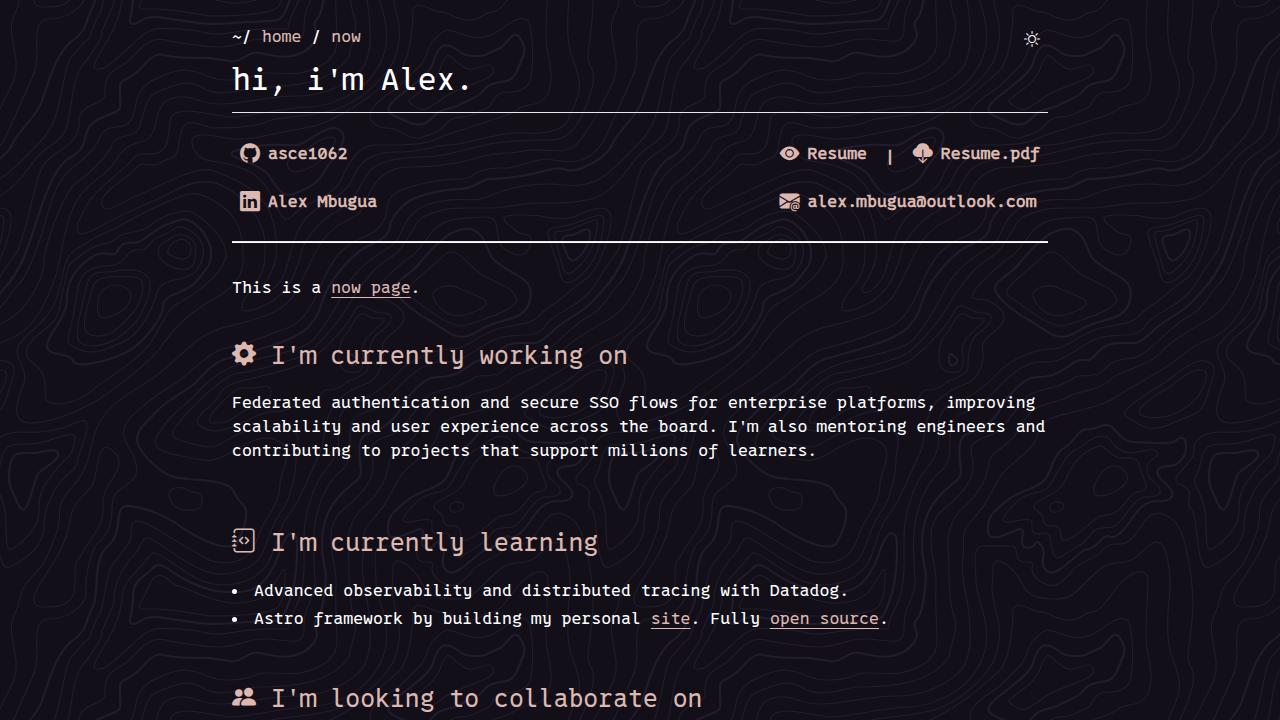 ~/ home / now
hi, i'm Alex.
asce1062
Resume | Resume.pdf
Alex Mbugua
alex.mbugua@outlook.com
This is a now page.
I'm currently working on
Federated authentication and secure SSO flows for enterprise platforms, improving
scalability and user experience across the board. I'm also mentoring engineers and
contributing to projects that support millions of learners.
I'm currently learning
• Advanced observability and distributed tracing with Datadog.
• Astro framework by building my personal site. Fully open source.
I'm looking to collaborate on